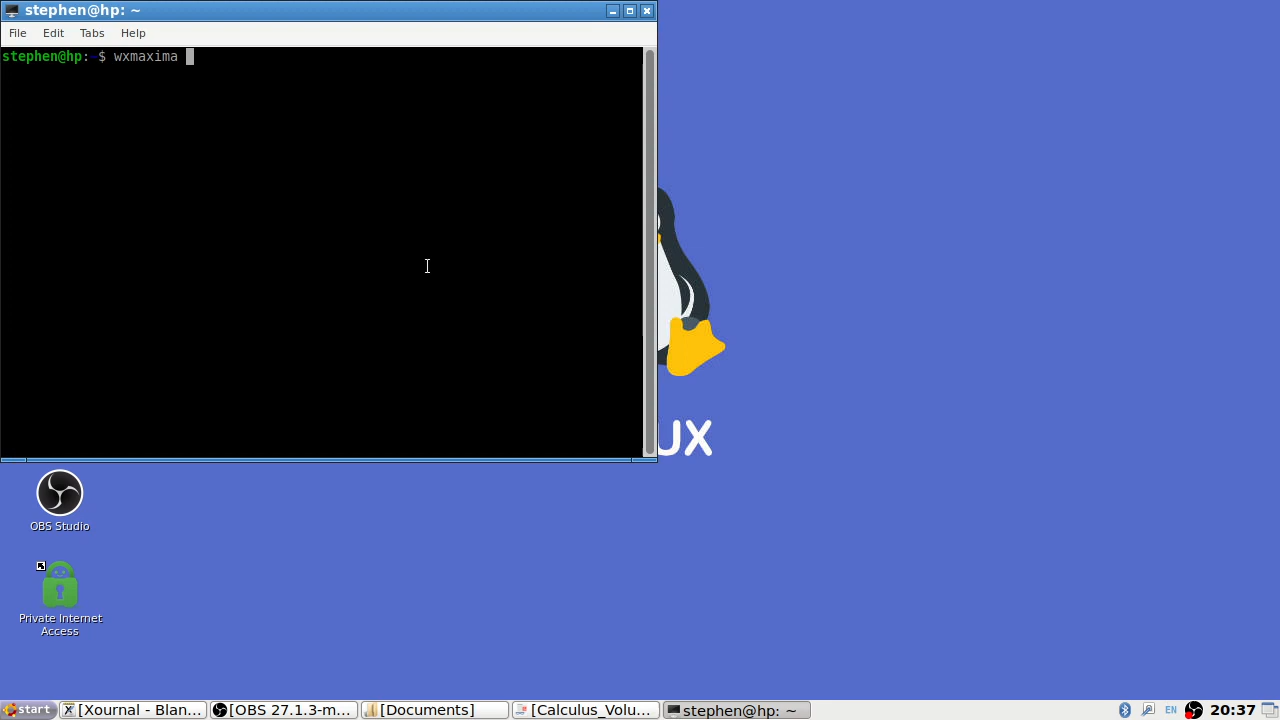 stephen@hp: ~
File Edit Tabs Help
stephen@hp:~$ wxmaxima
UX
OBS Studio
Private Internet
Access
start [Xournal - Blan... [OBS 27.1.3-m... [Documents] [Calculus_Volu... stephen@hp: ~ EN 20:37